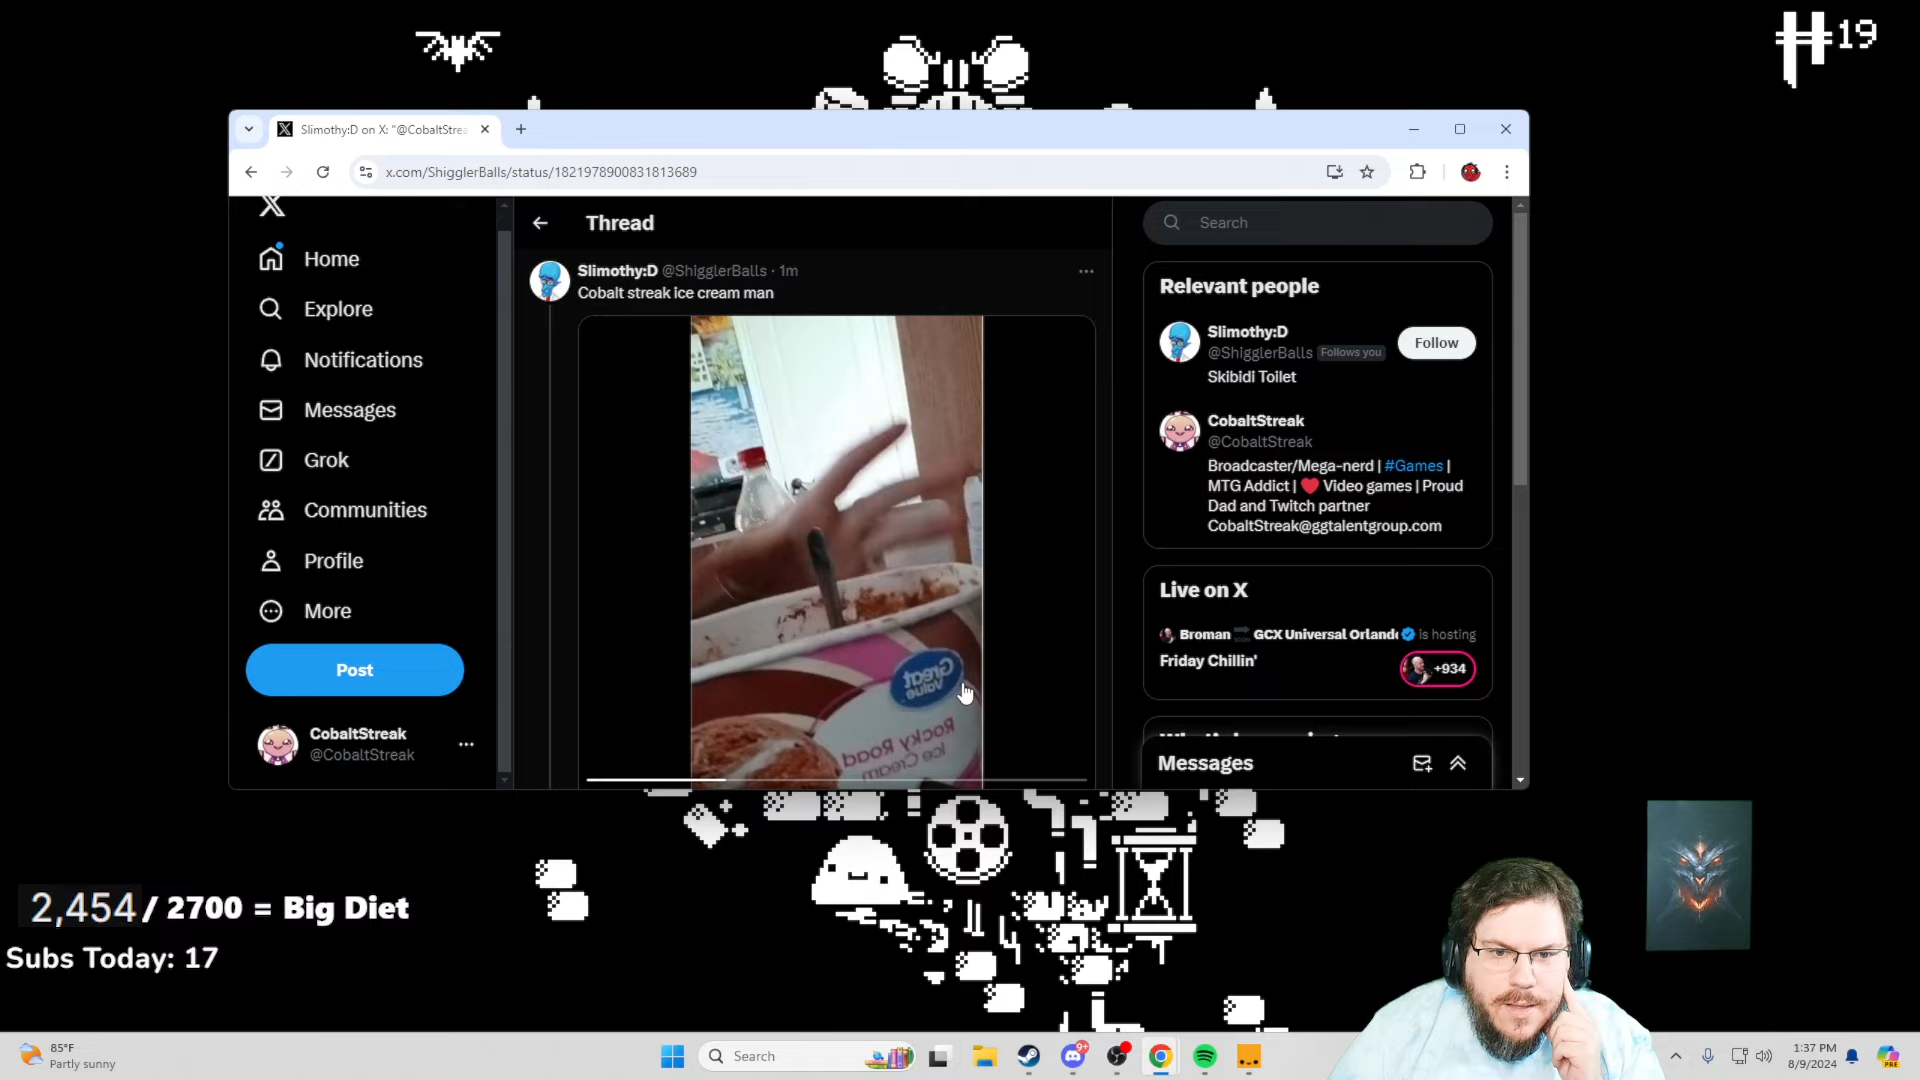 19
Slimothy:D on X: "@CobaltStrea
x.com/ShigglerBalls/status/1821978900831813689
Home
Explore
Notifications
Messages
Grok
Communities
Profile
More
Post
CobaltStreak
@CobaltStreak
Thread
Slimothy:D @ShigglerBalls · 1m
Cobalt streak ice cream man
Great
Value
Rocky Road
Ice Cream
Search
Relevant people
Slimothy:D
@ShigglerBalls Follows you
Follow
Skibidi Toilet
CobaltStreak
@CobaltStreak
Broadcaster/Mega-nerd | #Games |
MTG Addict | ❤ Video games | Proud
Dad and Twitch partner
CobaltStreak@ggtalentgroup.com
Live on X
Broman GCX Universal Orlando is hosting
Friday Chillin'
+934
Messages
2,454 / 2700 = Big Diet
Subs Today: 17
85°F
Partly sunny
Search
9+
1:37 PM
8/9/2024
PRE